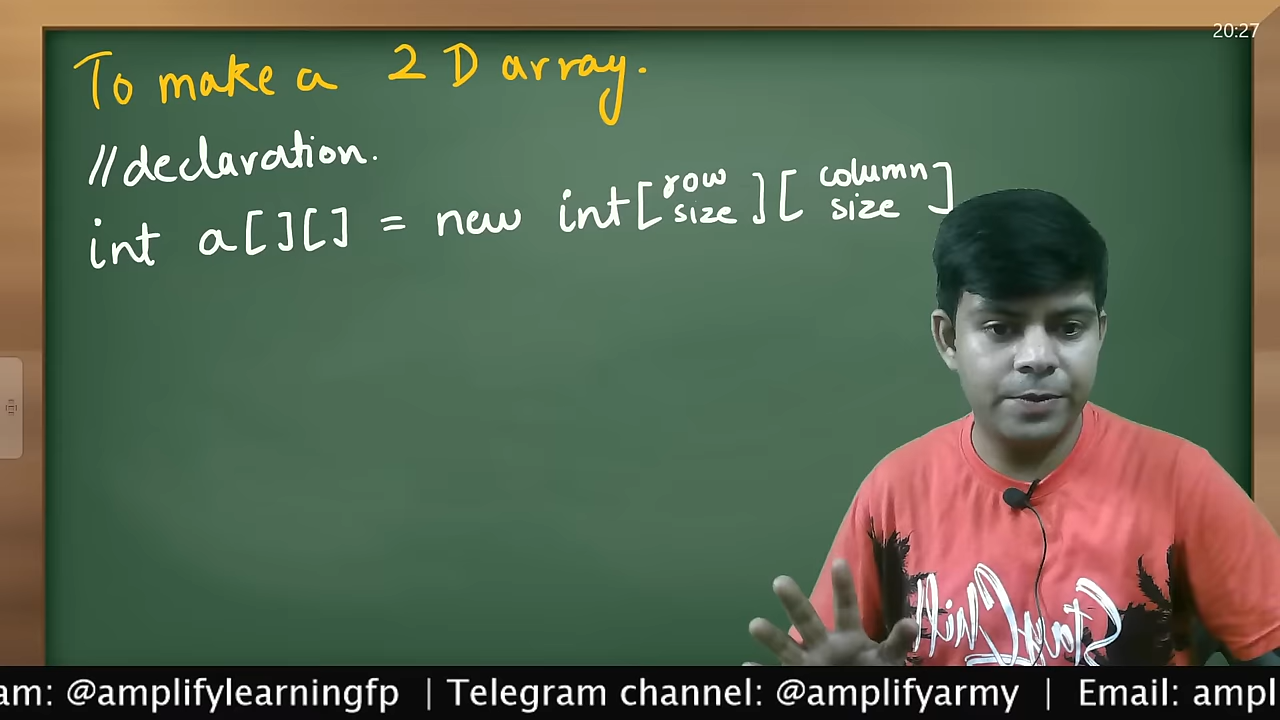 20:27
To make a 2D array.
//declaration.
int a[][] = new int[row size][column size]
am: @amplifylearningfp | Telegram channel: @amplifyarmy | Email: ampl